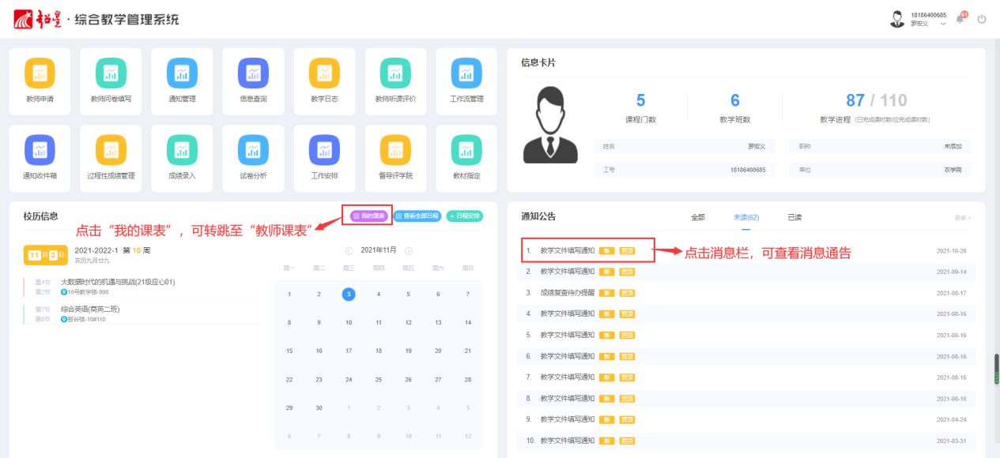 超星 · 综合教学管理系统
18186400685
罗宏义
61
教师申请
教师问卷填写
通知管理
信息查询
教学日志
教师听课评价
工作流管理
通知收件箱
过程性成绩管理
成绩录入
试卷分析
工作安排
督导评学院
教材指定
信息卡片
5
课程门数
6
教学班数
87 / 110
教学进程 (已完成课时数/应完成课时数)
姓名 罗宏义
职称 未添加
工号 18186400685
单位 农学院
校历信息
我的课表
查看全部日程
+ 日程安排
点击“我的课表”，可转跳至“教师课表”
11月3日
2021-2022-1 第 10 周
农历九月廿九
第1节 大数据时代的机遇与挑战(21级应心01)
第2节 10号教学楼-998
第7节 综合英语(商英二班)
第8节 智谷楼-10#110
2021年11月
周一 周二 周三 周四 周五 周六 周日
1 2 3 4 5 6 7
8 9 10 11 12 13 14
15 16 17 18 19 20 21
22 23 24 25 26 27 28
29 30 1 2 3 4 5
6 7 8 9 10 11 12
通知公告
全部
未读(62)
已读
更多 >
1. 教学文件填写通知 新 置顶 2021-10-26
点击消息栏，可查看消息通告
2. 教学文件填写通知 新 置顶 2021-09-14
3. 成绩复查待办提醒 新 置顶 2021-08-17
4. 教学文件填写通知 新 置顶 2021-08-16
5. 教学文件填写通知 新 置顶 2021-08-16
6. 教学文件填写通知 新 置顶 2021-08-16
7. 教学文件填写通知 新 置顶 2021-08-16
8. 教学文件填写通知 新 置顶 2021-08-16
9. 教学文件填写通知 新 置顶 2021-04-24
10. 教学文件填写通知 新 置顶 2021-03-31